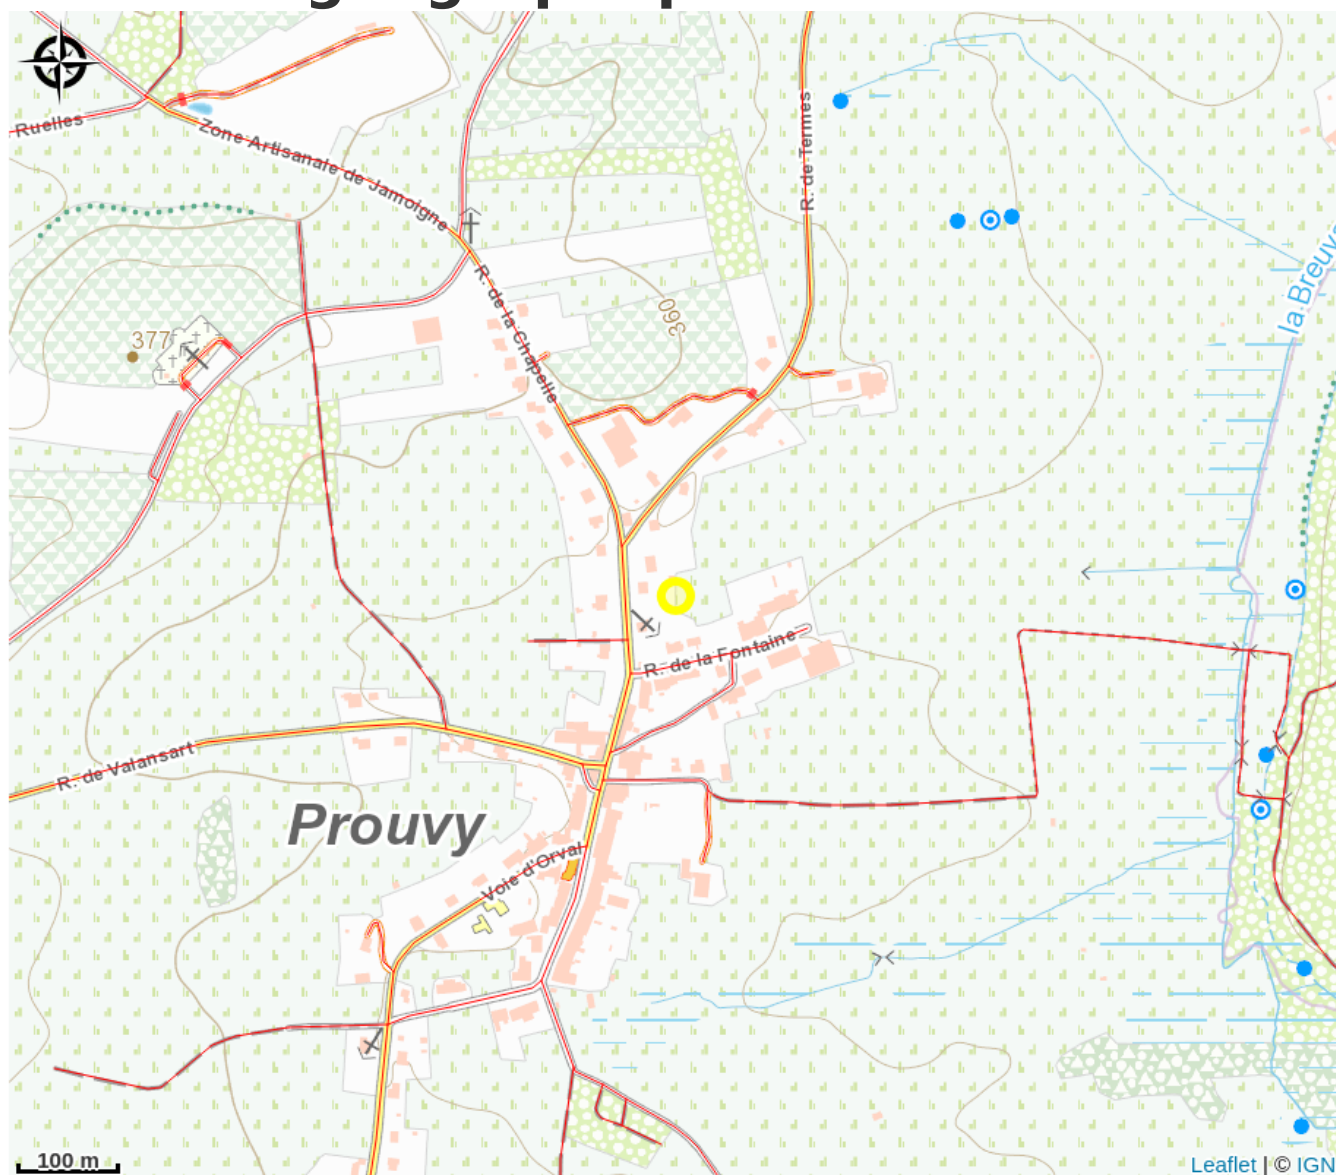 Ruelles
Zone Artisanale de Jamoigne
R. de Termes
la Breuv
R. de la Chapelle
360
377
R. de la Fontaine
R. de Valansart
Prouvy
Voie d'Orval
100 m
Leaflet | © IGN